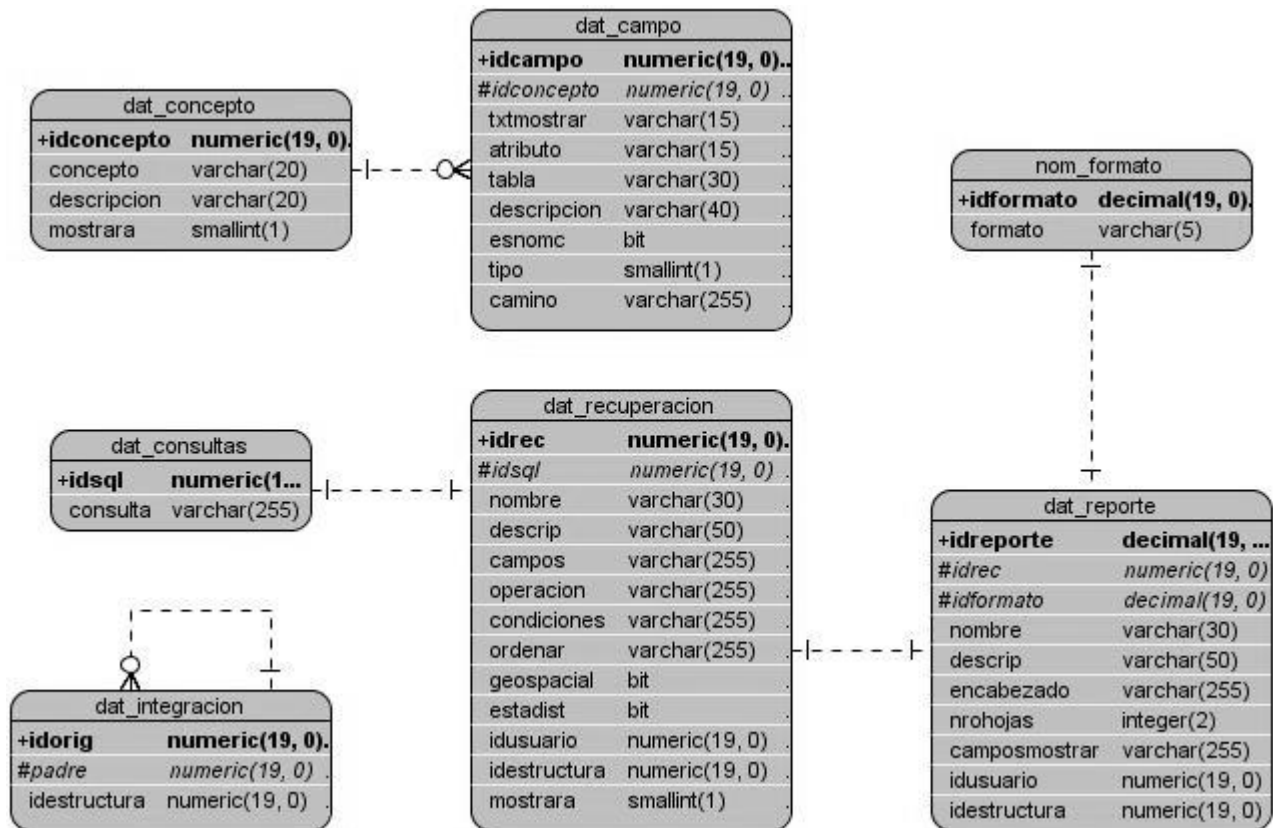 dat_campo
+idcampo numeric(19, 0)..
#idconcepto numeric(19, 0) ..
txtmostrar varchar(15) ..
atributo varchar(15) ..
tabla varchar(30) ..
descripcion varchar(40) ..
esnomc bit ..
tipo smallint(1) ..
camino varchar(255) ..
dat_concepto
+idconcepto numeric(19, 0).
concepto varchar(20)
descripcion varchar(20)
mostrara smallint(1)
nom_formato
+idformato decimal(19, 0).
formato varchar(5)
dat_consultas
+idsql numeric(1...
consulta varchar(255)
dat_recuperacion
+idrec numeric(19, 0).
#idsql numeric(19, 0) .
nombre varchar(30) .
descrip varchar(50) .
campos varchar(255) .
operacion varchar(255) .
condiciones varchar(255) .
ordenar varchar(255) .
geospacial bit .
estadist bit .
idusuario numeric(19, 0) .
idestructura numeric(19, 0) .
mostrara smallint(1) .
dat_integracion
+idorig numeric(19, 0).
#padre numeric(19, 0) .
idestructura numeric(19, 0) .
dat_reporte
+idreporte decimal(19, ...
#idrec numeric(19, 0)
#idformato decimal(19, 0)
nombre varchar(30)
descrip varchar(50)
encabezado varchar(255)
nrohojas integer(2)
camposmostrar varchar(255)
idusuario numeric(19, 0)
idestructura numeric(19, 0)